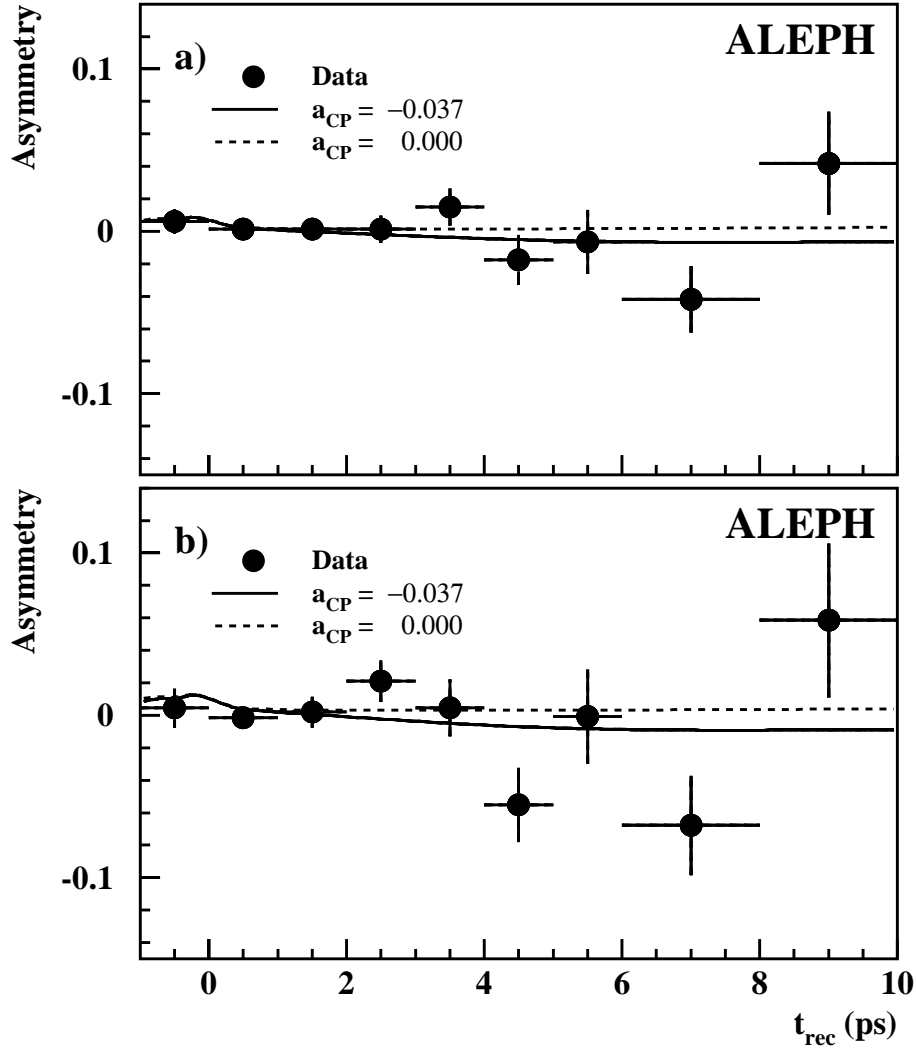 Asymmetry
ALEPH
a)
Data
a_CP = −0.037
a_CP = 0.000
0.1
0
-0.1
Asymmetry
ALEPH
b)
Data
a_CP = −0.037
a_CP = 0.000
0.1
0
-0.1
0 2 4 6 8 10
t_rec (ps)